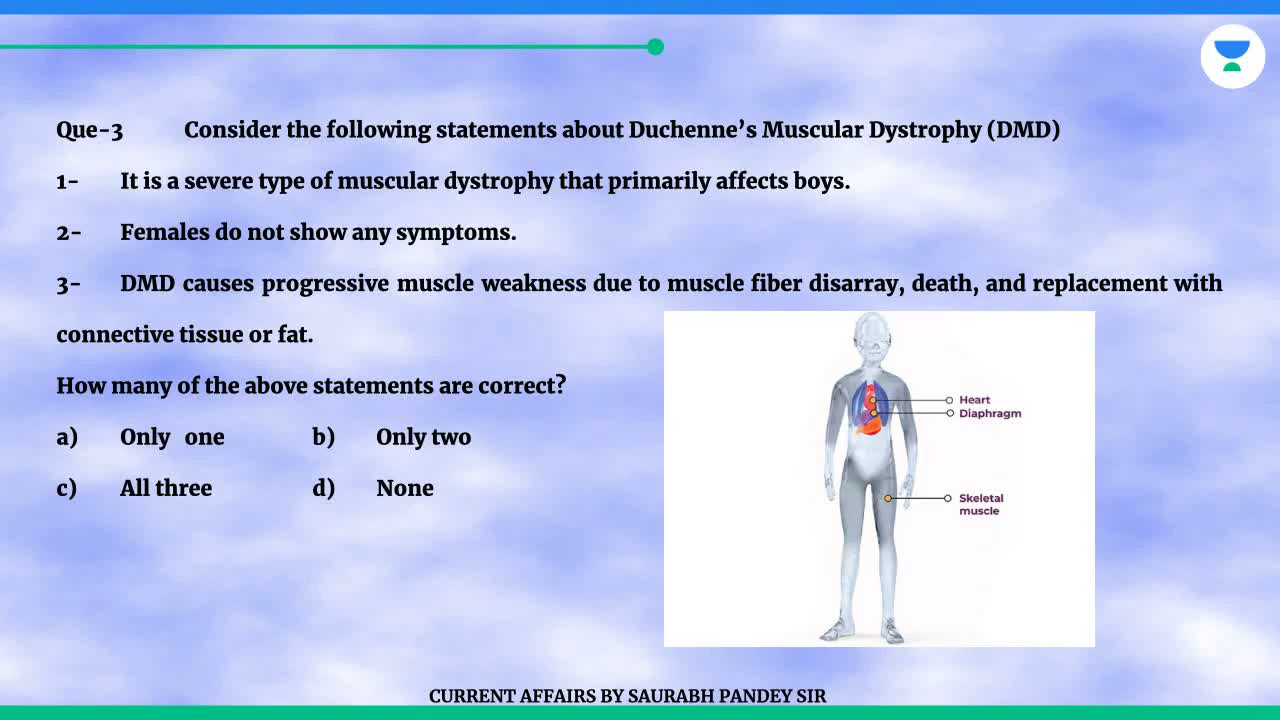 Que-3 Consider the following statements about Duchenne’s Muscular Dystrophy (DMD)
1- It is a severe type of muscular dystrophy that primarily affects boys.
2- Females do not show any symptoms.
3- DMD causes progressive muscle weakness due to muscle fiber disarray, death, and replacement with
connective tissue or fat.
How many of the above statements are correct?
a) Only one b) Only two
c) All three d) None
Heart
Diaphragm
Skeletal
muscle
CURRENT AFFAIRS BY SAURABH PANDEY SIR